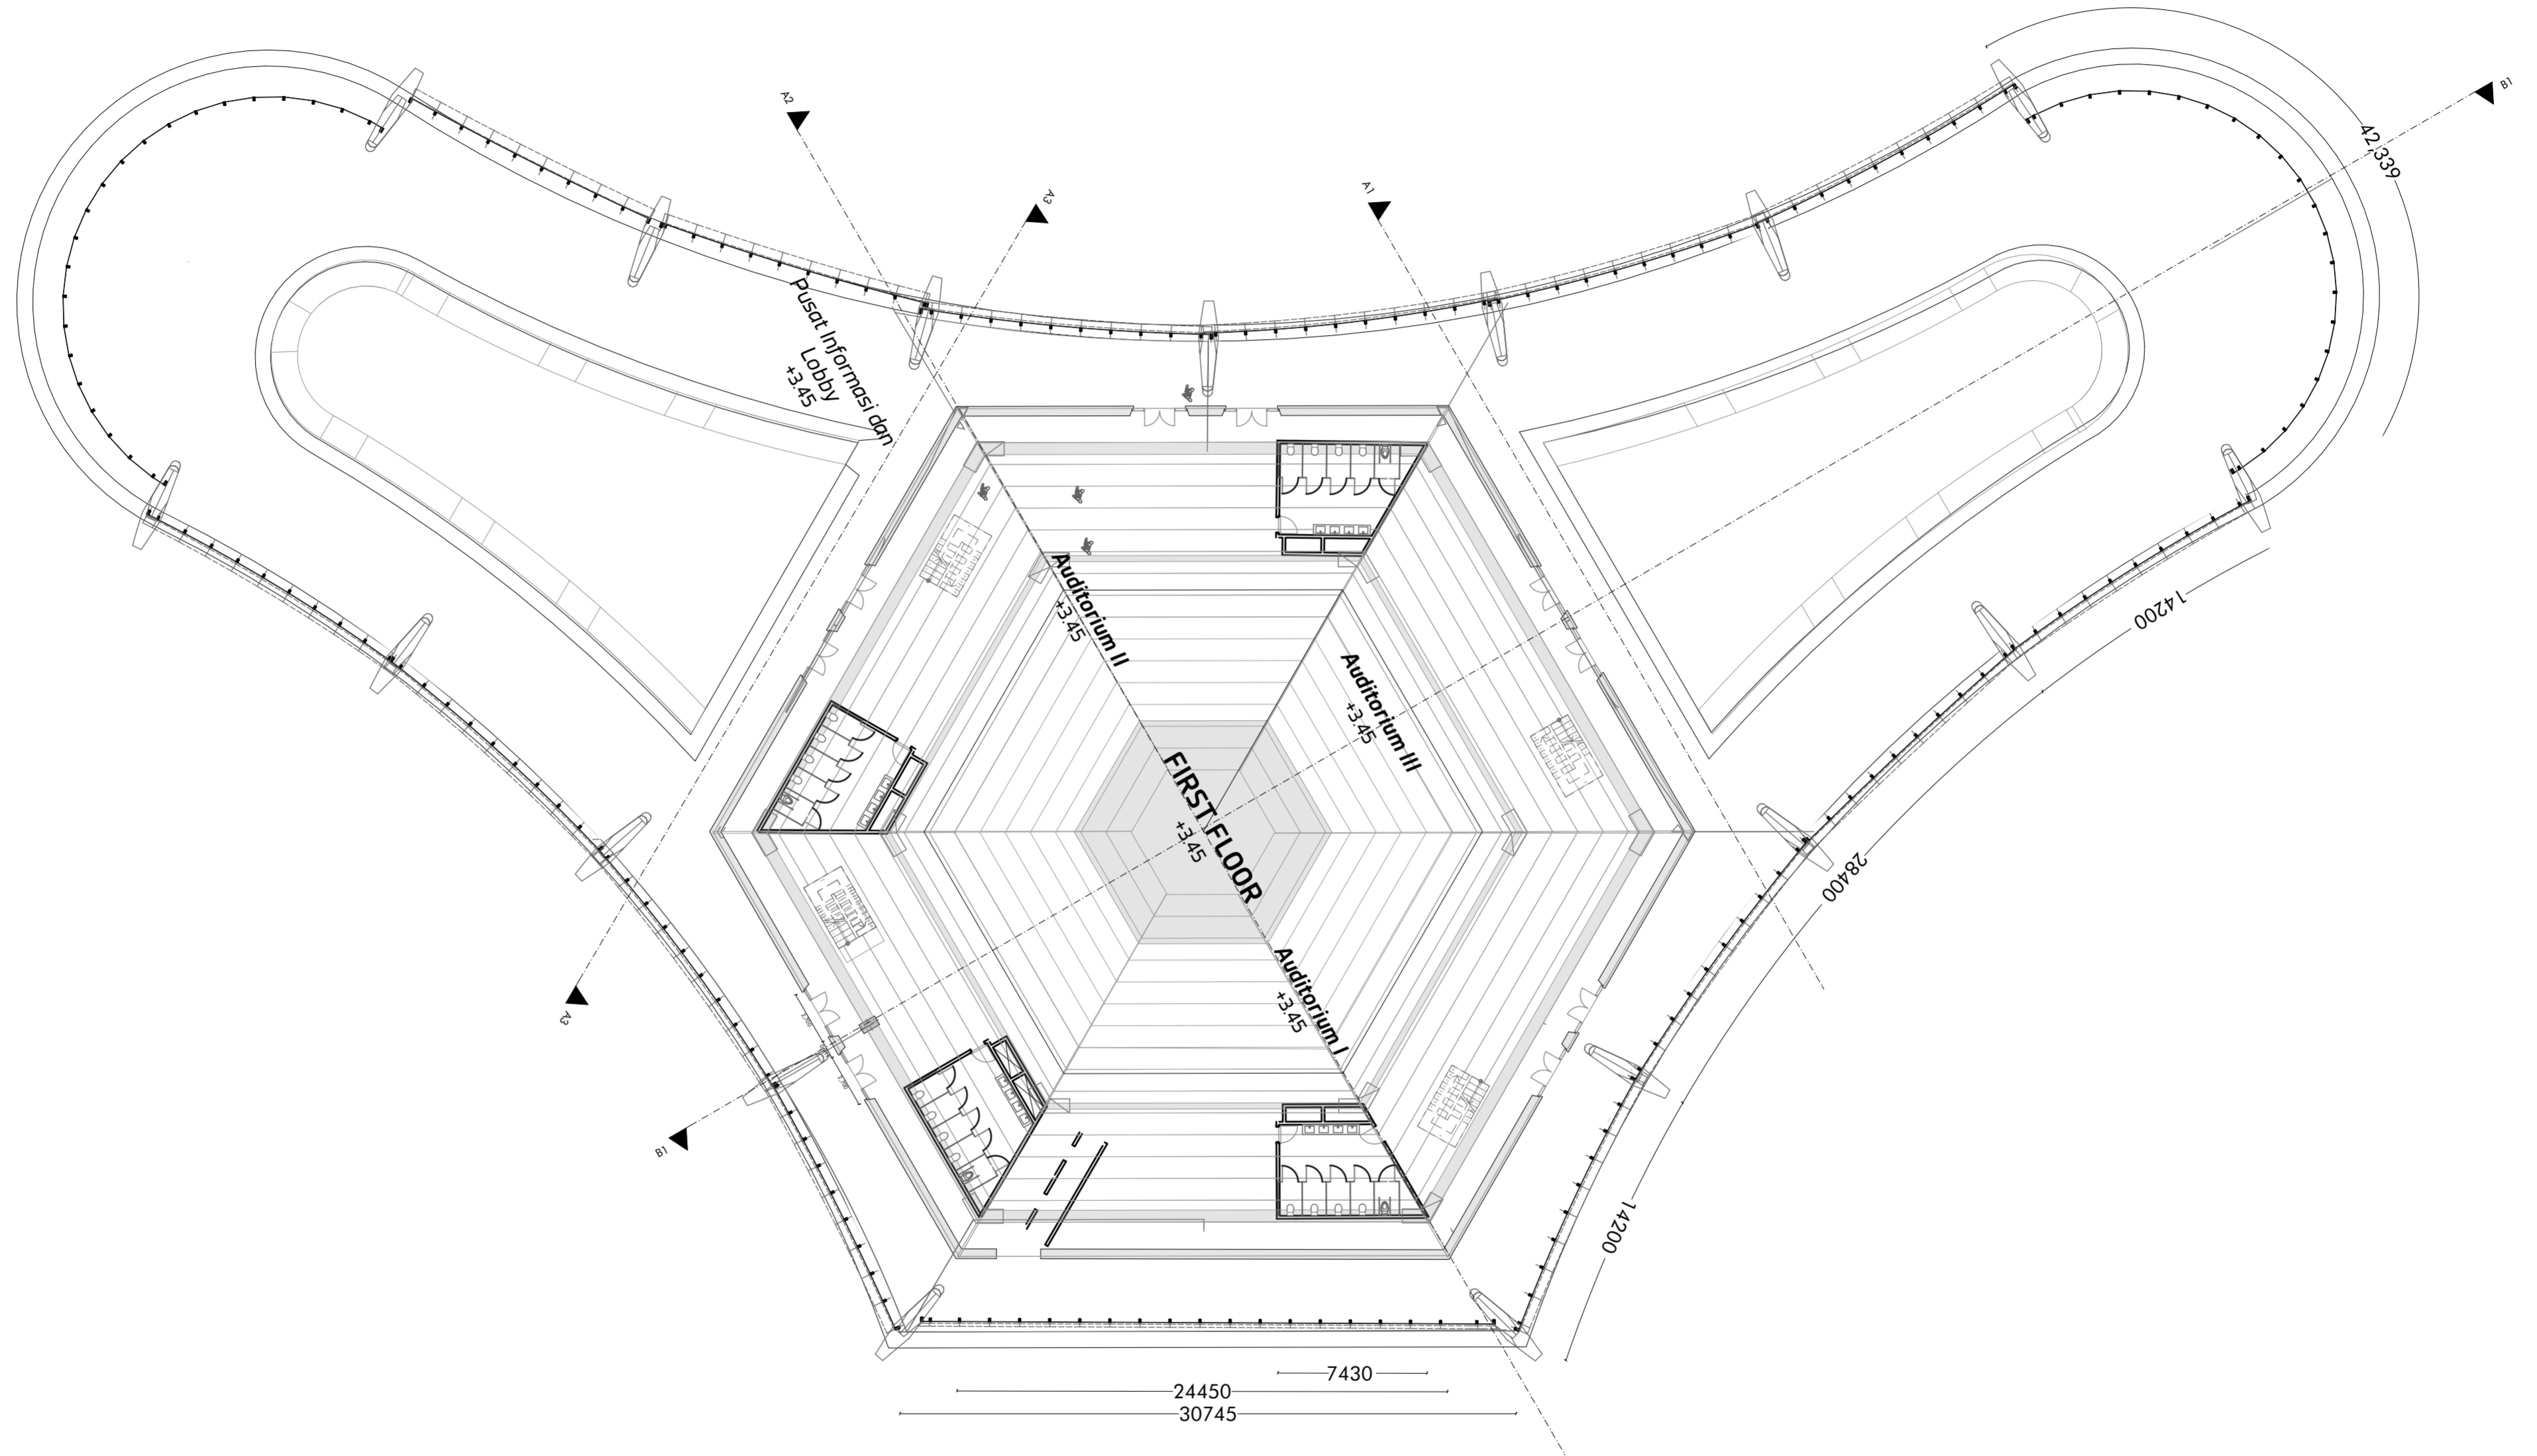 A2
A3
A1
B1
42,339
Pusat Informasi dan
Lobby
+3.45
Auditorium II
+3.45
Auditorium III
+3.45
14200
FIRST FLOOR
+3.45
28400
Auditorium I
+3.45
A3
B1
14200
7430
24450
30745